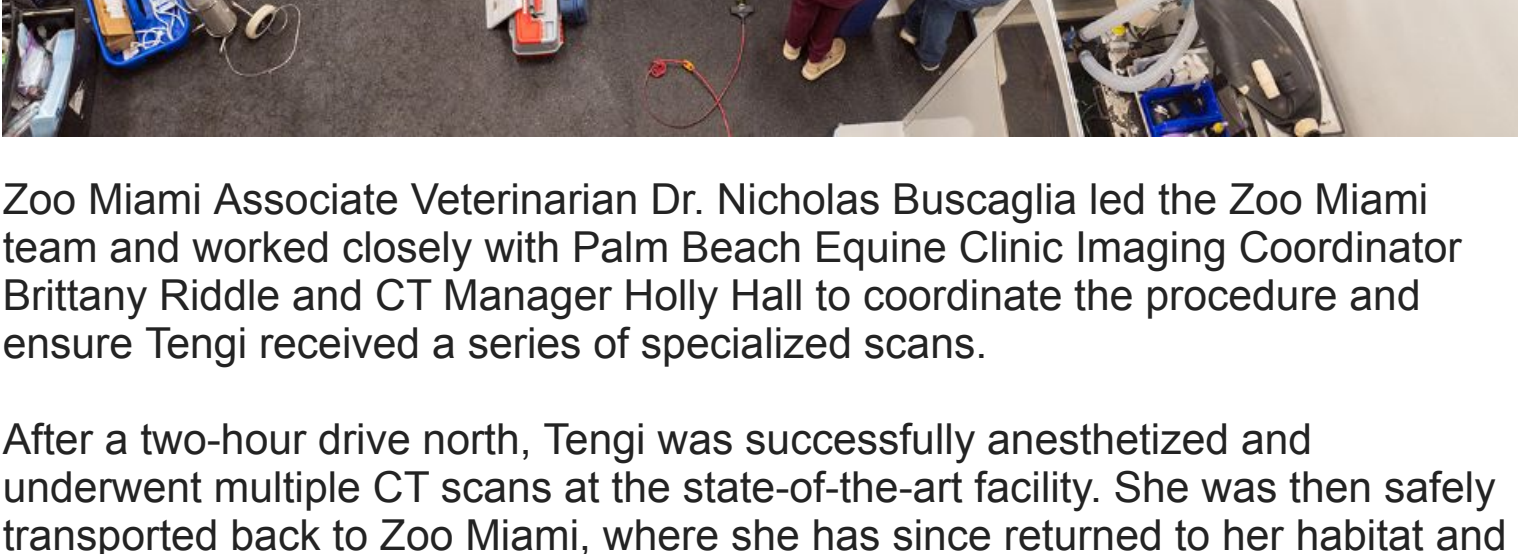 Zoo Miami Associate Veterinarian Dr. Nicholas Buscaglia led the Zoo Miami
team and worked closely with Palm Beach Equine Clinic Imaging Coordinator
Brittany Riddle and CT Manager Holly Hall to coordinate the procedure and
ensure Tengi received a series of specialized scans.
After a two-hour drive north, Tengi was successfully anesthetized and
underwent multiple CT scans at the state-of-the-art facility. She was then safely
transported back to Zoo Miami, where she has since returned to her habitat and